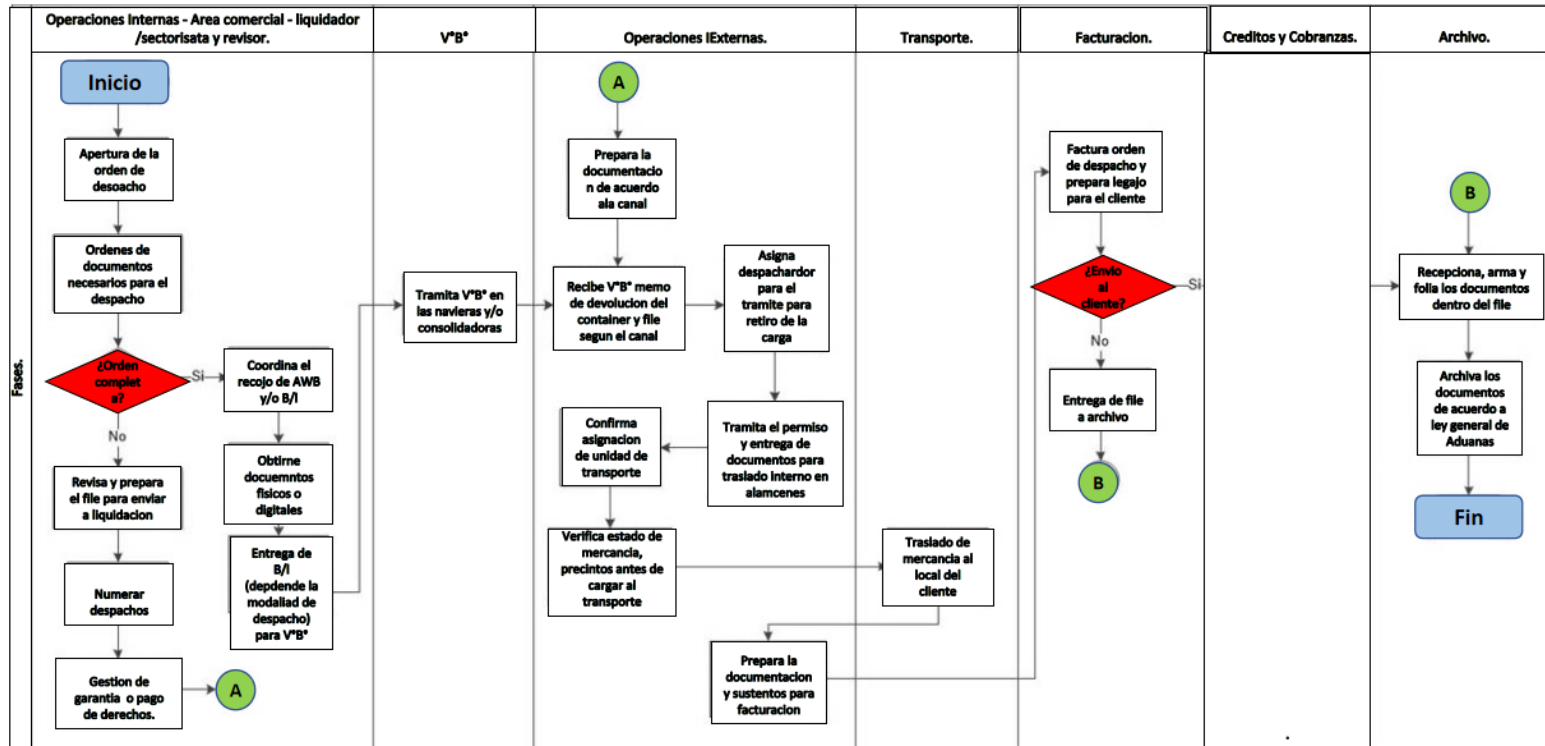 Operaciones Internas - Area comercial - liquidador
/sectorisata y revisor.
V°B°
Operaciones IExternas.
Transporte.
Facturacion.
Creditos y Cobranzas.
Archivo.
Fases.
Inicio
Apertura de la
orden de
desoacho
Ordenes de
documentos
necesarios para el
despacho
¿Orden
complet
a?
Si
No
Revisa y prepara
el file para enviar
a liquidacion
Numerar
despachos
Gestion de
garantia o pago
de derechos.
A
Coordina el
recojo de AWB
y/o B/l
Obtirne
docuemntos
fisicos o
digitales
Entrega de
B/l
(depdende la
modaliad de
despacho)
para V°B°
Tramita V°B° en
las navieras y/o
consolidadoras
A
Prepara la
documentacio
n de acuerdo
ala canal
Recibe V°B° memo
de devolucion del
container y file
segun el canal
Asigna
despachardor
para el
tramite para
retiro de la
carga
Tramita el permiso
y entrega de
documentos para
traslado interno en
alamcenes
Confirma
asignacion
de unidad de
transporte
Verifica estado de
mercancia,
precintos antes de
cargar al
transporte
Traslado de
mercancia al
local del
cliente
Prepara la
documentacion
y sustentos para
facturacion
Factura orden
de despacho y
prepara legajo
para el cliente
¿Envio
al
cliente?
Si
No
Entrega de file
a archivo
B
B
Recepciona, arma y
folia los documentos
dentro del file
Archiva los
documentos
de acuerdo a
ley general de
Aduanas
Fin
.